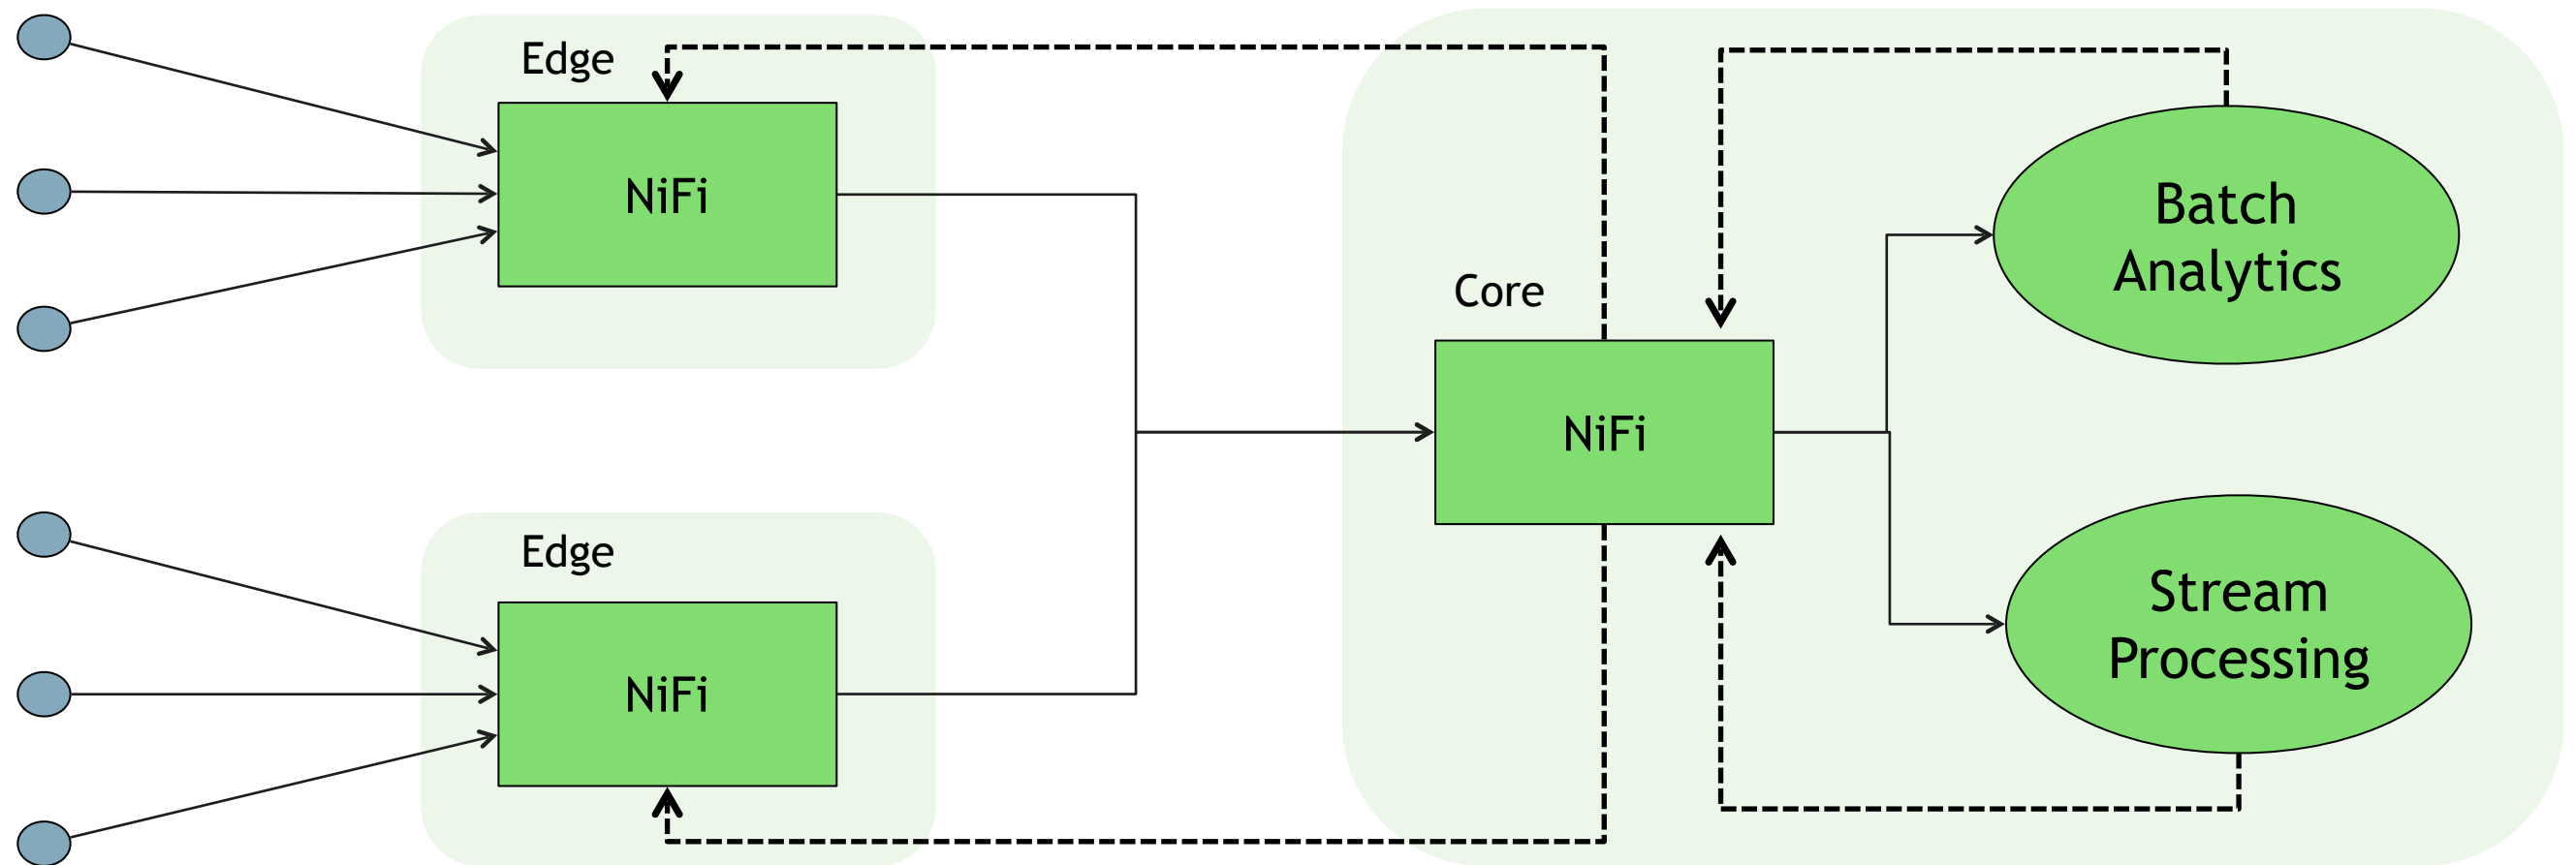 Edge
NiFi
Edge
NiFi
Core
NiFi
Batch
Analytics
Stream
Processing